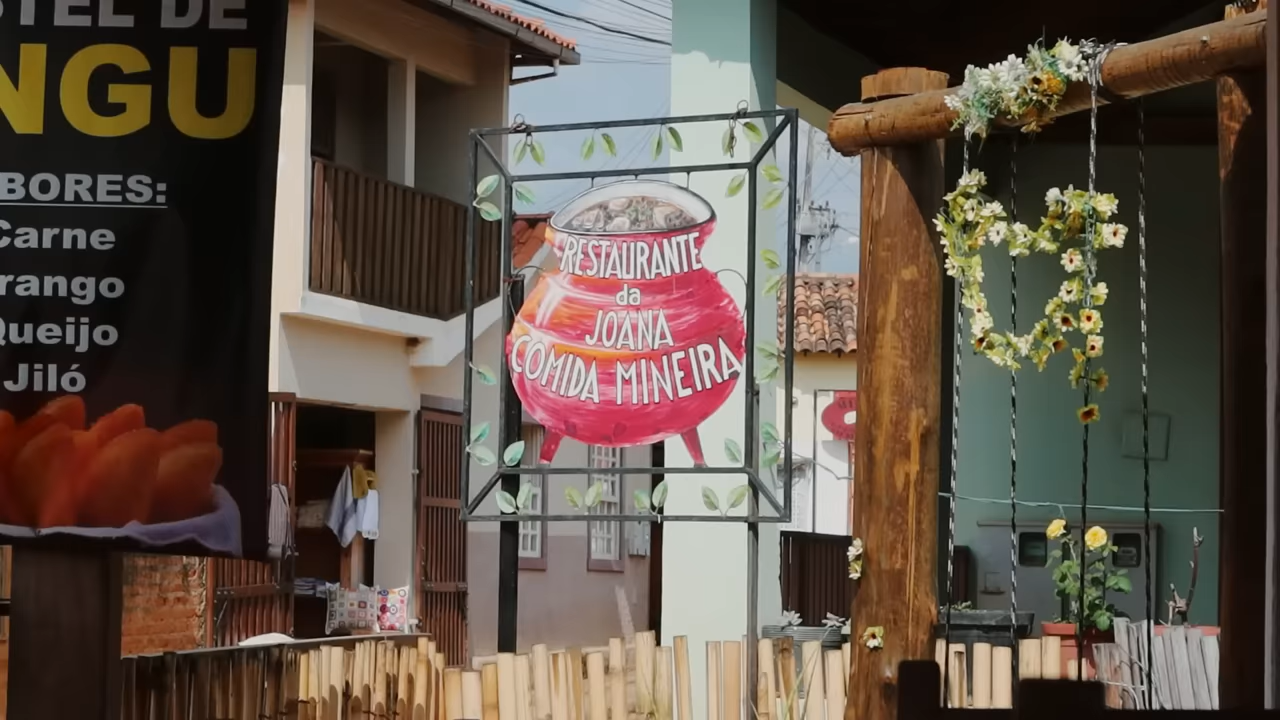 STEL DE
NGU
BORES:
Carne
rango
Queijo
Jiló
RESTAURANTE
da
JOANA
COMIDA MINEIRA